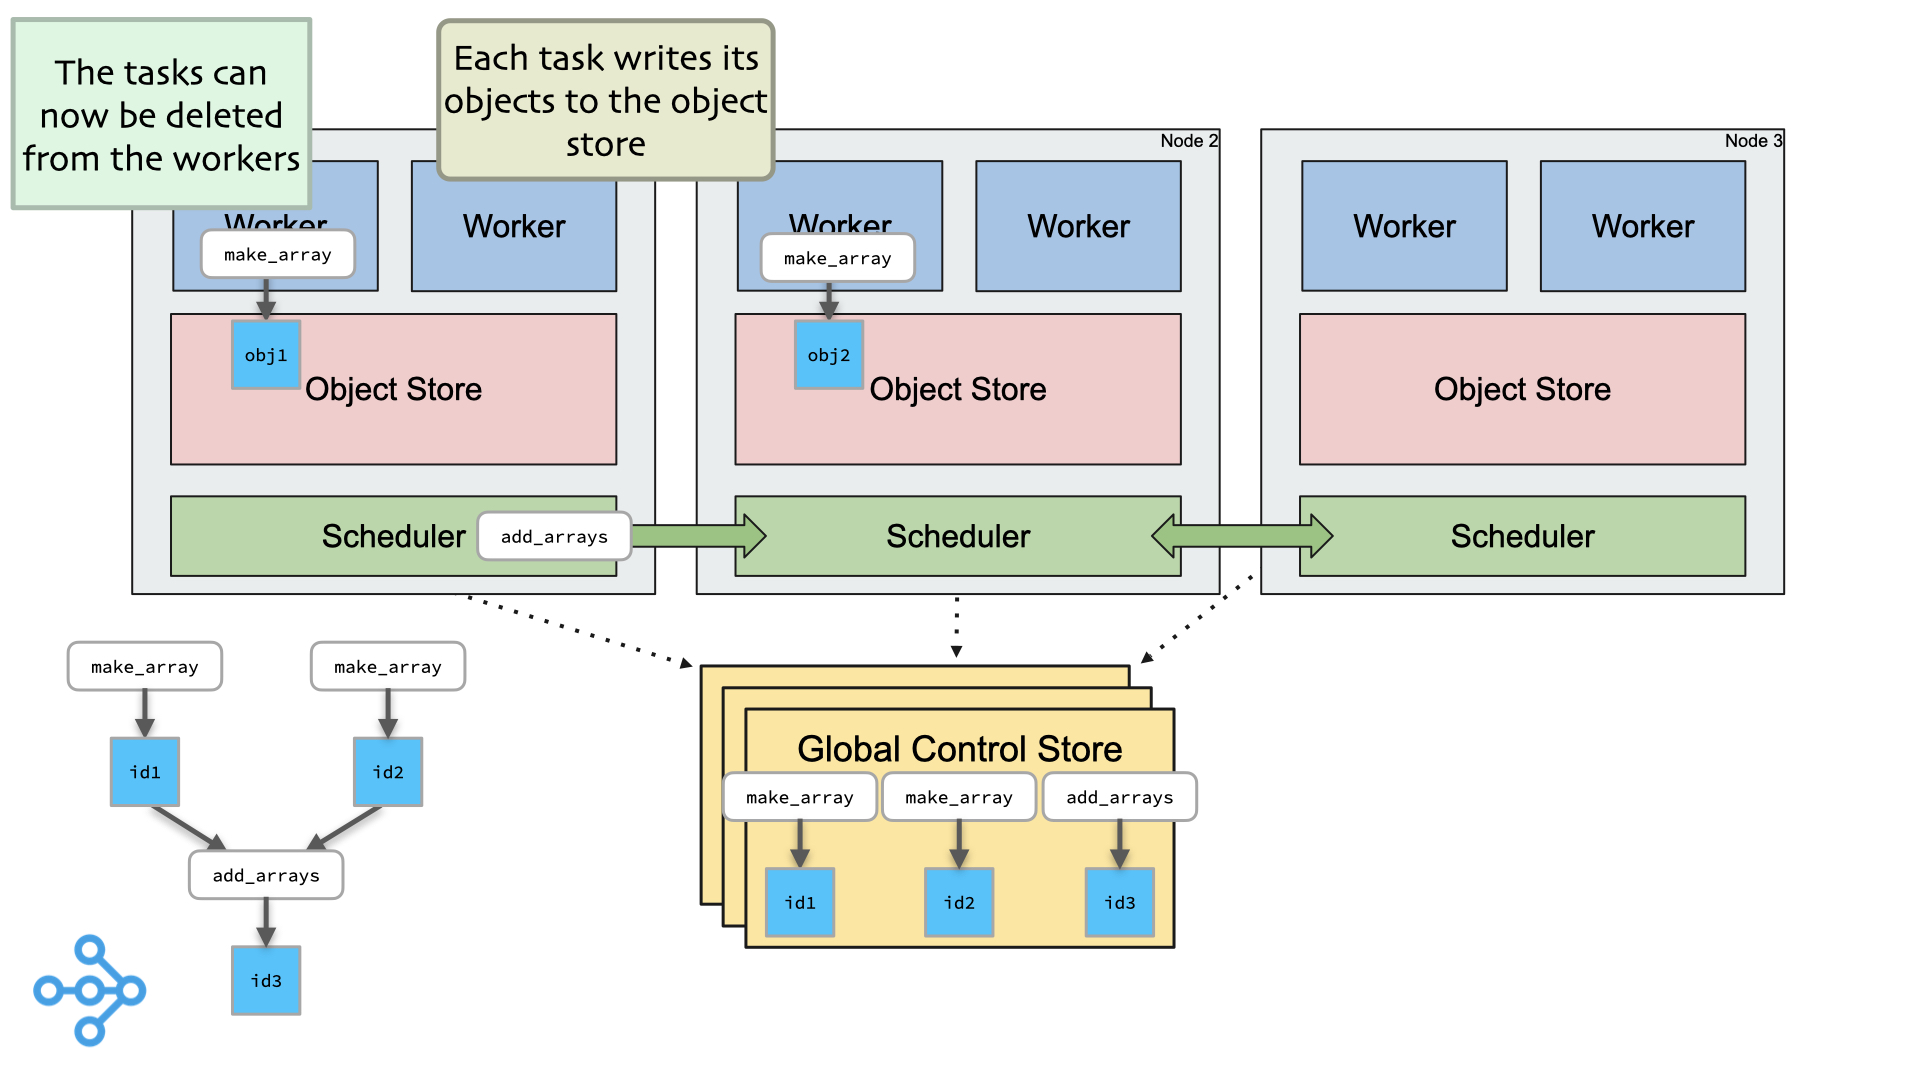 The tasks can
now be deleted
from the workers
Each task writes its
objects to the object
store
Node 2
Node 3
Worker
Worker
Worker
Worker
Worker
Worker
make_array
make_array
obj1
obj2
Object Store
Object Store
Object Store
Scheduler
add_arrays
Scheduler
Scheduler
make_array
make_array
id1
id2
add_arrays
id3
Global Control Store
make_array
make_array
add_arrays
id1
id2
id3